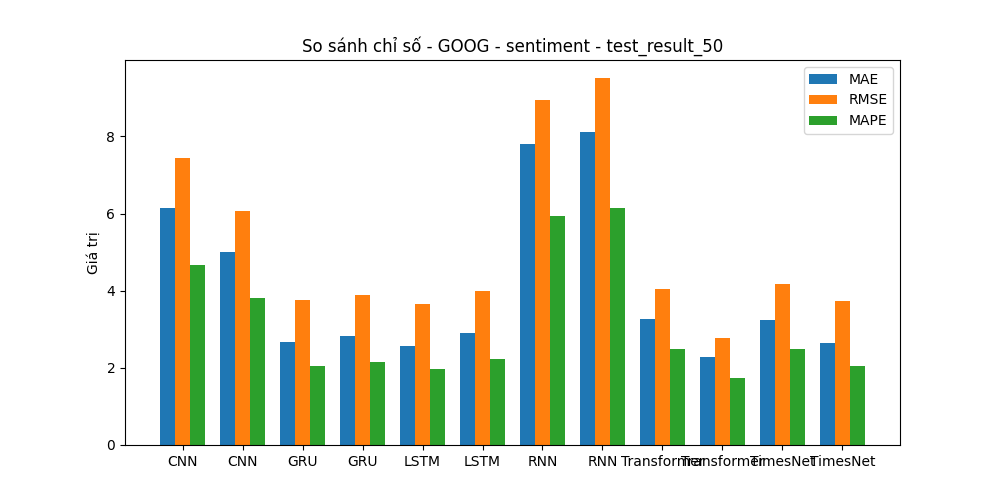 So sánh chỉ số - GOOG - sentiment - test_result_50
MAE
RMSE
MAPE
Giá trị
8
6
4
2
0
CNN CNN GRU GRU LSTM LSTM RNN RNN Transformer Transformer TimesNet TimesNet